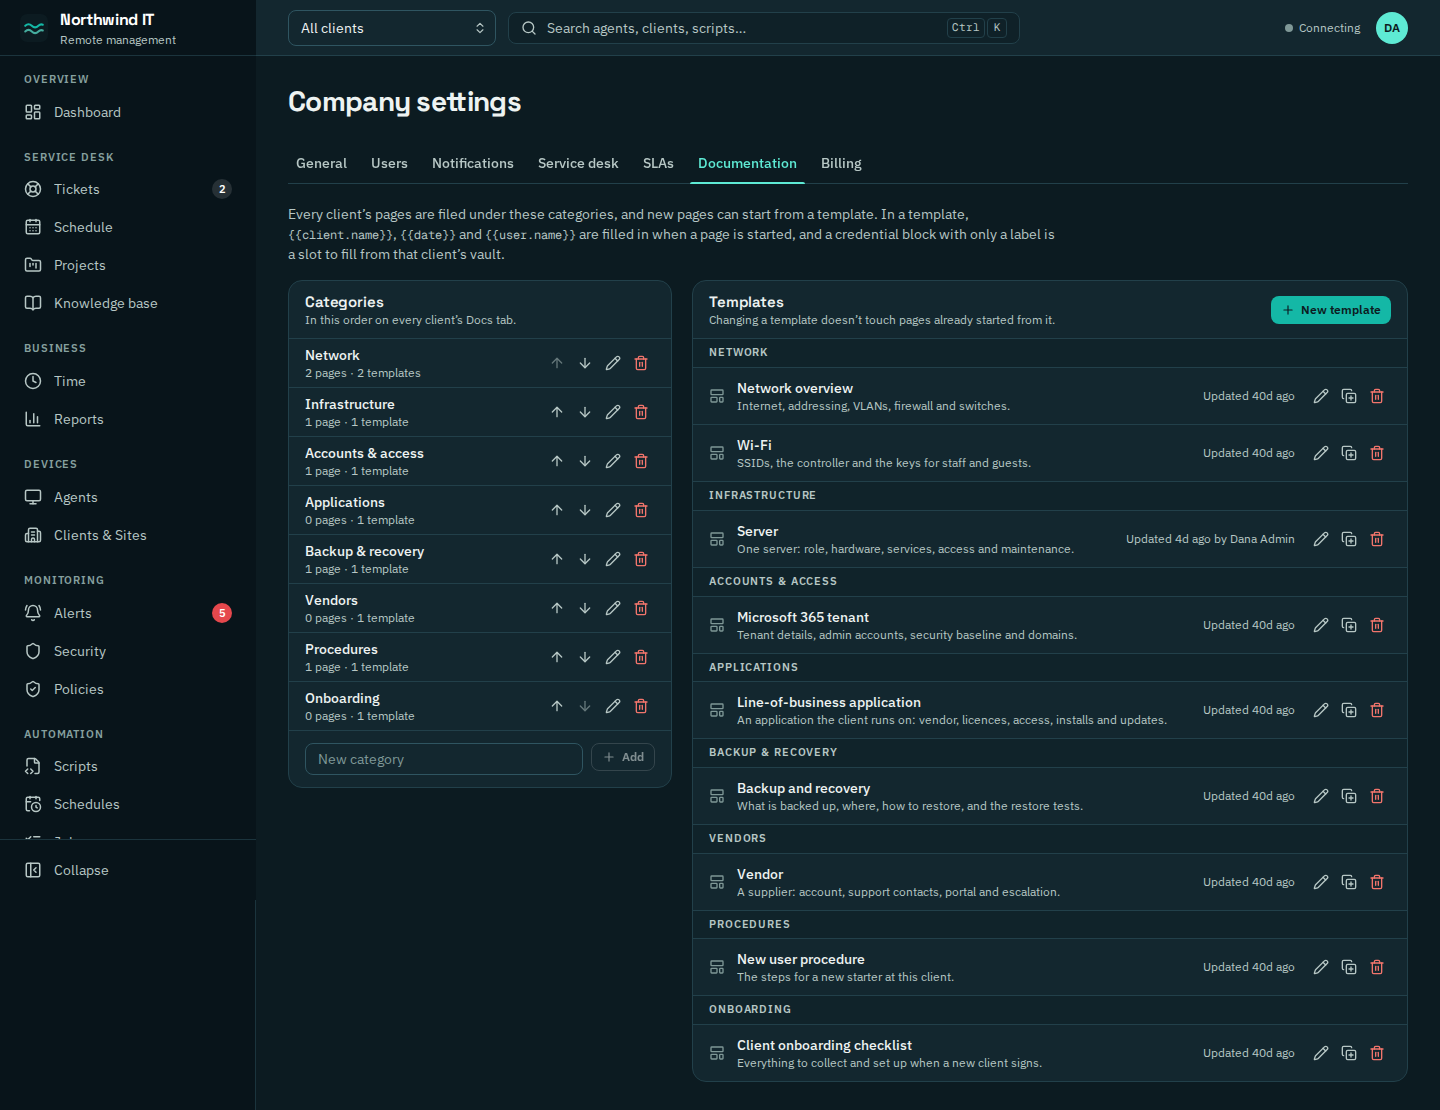 Northwind IT
Remote management
All clients
Search agents, clients, scripts...
Ctrl K
Connecting
DA
OVERVIEW
Dashboard
SERVICE DESK
Tickets
2
Schedule
Projects
Knowledge base
BUSINESS
Time
Reports
DEVICES
Agents
Clients & Sites
MONITORING
Alerts
5
Security
Policies
AUTOMATION
Scripts
Schedules
Collapse
Company settings
General
Users
Notifications
Service desk
SLAs
Documentation
Billing
Every client’s pages are filed under these categories, and new pages can start from a template. In a template,
{{client.name}}, {{date}} and {{user.name}} are filled in when a page is started, and a credential block with only a label is
a slot to fill from that client’s vault.
Categories
In this order on every client’s Docs tab.
Network
2 pages · 2 templates
Infrastructure
1 page · 1 template
Accounts & access
1 page · 1 template
Applications
0 pages · 1 template
Backup & recovery
1 page · 1 template
Vendors
0 pages · 1 template
Procedures
1 page · 1 template
Onboarding
0 pages · 1 template
New category
Add
Templates
Changing a template doesn’t touch pages already started from it.
New template
NETWORK
Network overview
Internet, addressing, VLANs, firewall and switches.
Updated 40d ago
Wi-Fi
SSIDs, the controller and the keys for staff and guests.
Updated 40d ago
INFRASTRUCTURE
Server
One server: role, hardware, services, access and maintenance.
Updated 4d ago by Dana Admin
ACCOUNTS & ACCESS
Microsoft 365 tenant
Tenant details, admin accounts, security baseline and domains.
Updated 40d ago
APPLICATIONS
Line-of-business application
An application the client runs on: vendor, licences, access, installs and updates.
Updated 40d ago
BACKUP & RECOVERY
Backup and recovery
What is backed up, where, how to restore, and the restore tests.
Updated 40d ago
VENDORS
Vendor
A supplier: account, support contacts, portal and escalation.
Updated 40d ago
PROCEDURES
New user procedure
The steps for a new starter at this client.
Updated 40d ago
ONBOARDING
Client onboarding checklist
Everything to collect and set up when a new client signs.
Updated 40d ago